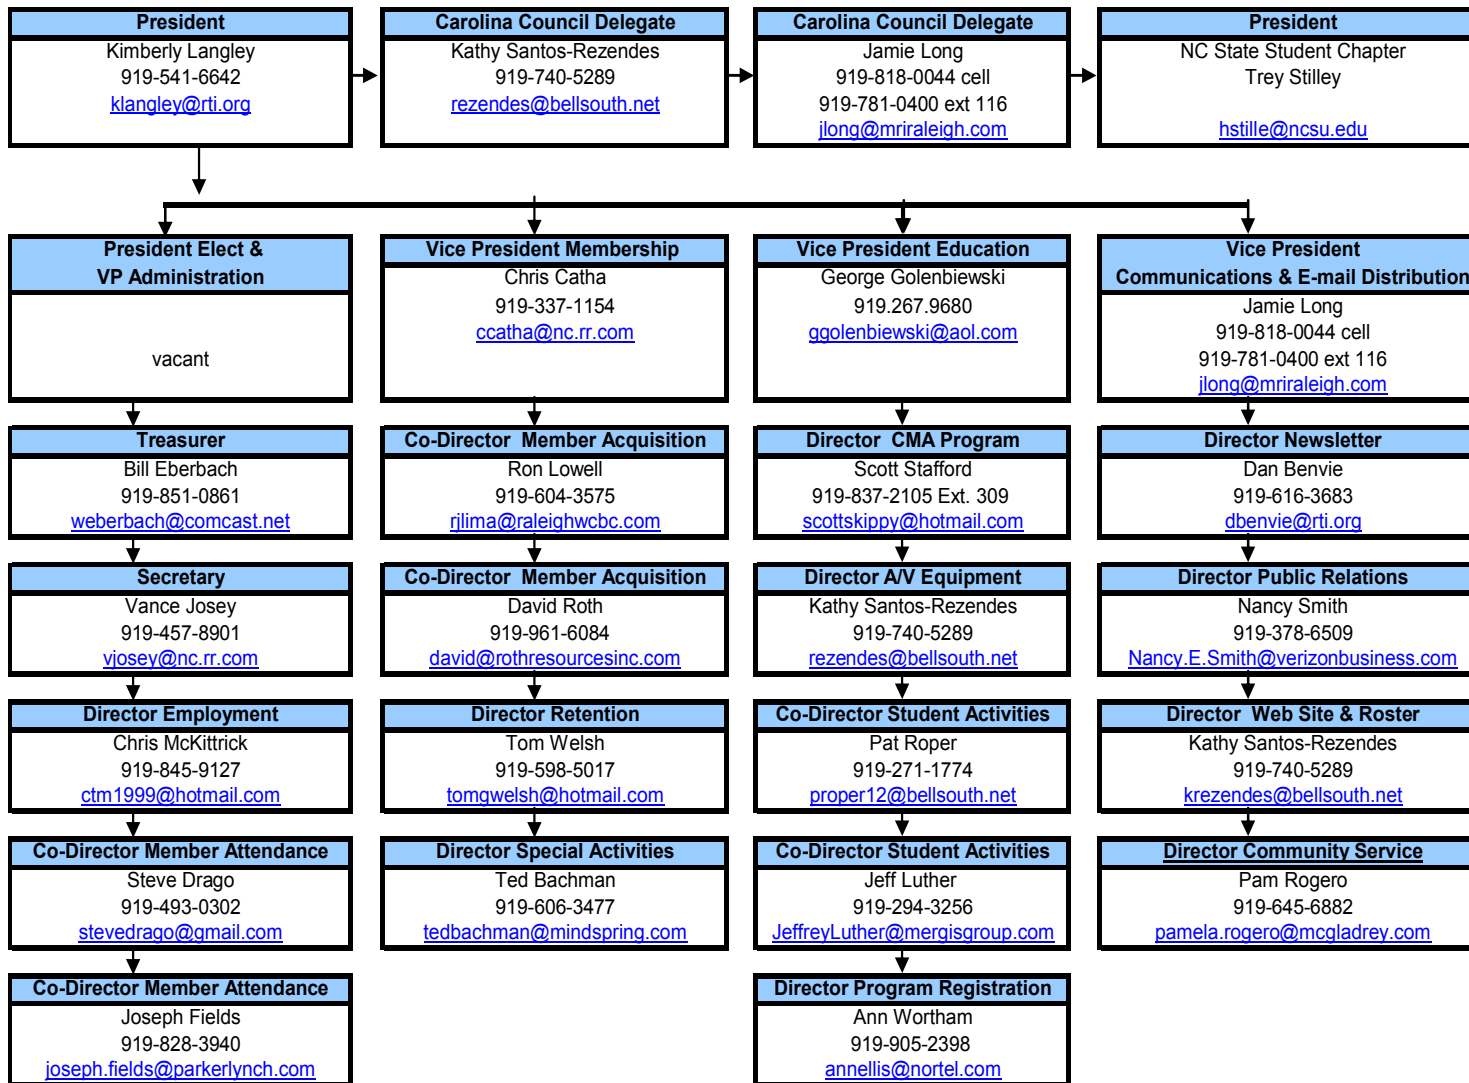 President
Kimberly Langley
919-541-6642
klangley@rti.org
Carolina Council Delegate
Kathy Santos-Rezendes
919-740-5289
rezendes@bellsouth.net
Carolina Council Delegate
Jamie Long
919-818-0044 cell
919-781-0400 ext 116
jlong@mriraleigh.com
President
NC State Student Chapter
Trey Stilley
hstille@ncsu.edu
President Elect &
VP Administration
vacant
Treasurer
Bill Eberbach
919-851-0861
weberbach@comcast.net
Secretary
Vance Josey
919-457-8901
vjosey@nc.rr.com
Director Employment
Chris McKittrick
919-845-9127
ctm1999@hotmail.com
Co-Director Member Attendance
Steve Drago
919-493-0302
stevedrago@gmail.com
Co-Director Member Attendance
Joseph Fields
919-828-3940
joseph.fields@parkerlynch.com
Vice President Membership
Chris Catha
919-337-1154
ccatha@nc.rr.com
Co-Director Member Acquisition
Ron Lowell
919-604-3575
rjlima@raleighwcbc.com
Co-Director Member Acquisition
David Roth
919-961-6084
david@rothresourcesinc.com
Director Retention
Tom Welsh
919-598-5017
tomgwelsh@hotmail.com
Director Special Activities
Ted Bachman
919-606-3477
tedbachman@mindspring.com
Vice President Education
George Golenbiewski
919.267.9680
ggolenbiewski@aol.com
Director CMA Program
Scott Stafford
919-837-2105 Ext. 309
scottskippy@hotmail.com
Director A/V Equipment
Kathy Santos-Rezendes
919-740-5289
rezendes@bellsouth.net
Co-Director Student Activities
Pat Roper
919-271-1774
proper12@bellsouth.net
Co-Director Student Activities
Jeff Luther
919-294-3256
JeffreyLuther@mergisgroup.com
Director Program Registration
Ann Wortham
919-905-2398
annellis@nortel.com
Vice President
Communications & E-mail Distribution
Jamie Long
919-818-0044 cell
919-781-0400 ext 116
jlong@mriraleigh.com
Director Newsletter
Dan Benvie
919-616-3683
dbenvie@rti.org
Director Public Relations
Nancy Smith
919-378-6509
Nancy.E.Smith@verizonbusiness.com
Director Web Site & Roster
Kathy Santos-Rezendes
919-740-5289
krezendes@bellsouth.net
Director Community Service
Pam Rogero
919-645-6882
pamela.rogero@mcgladrey.com